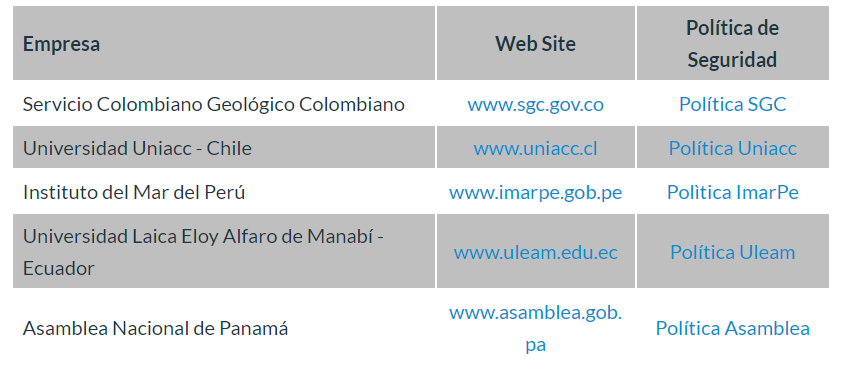 Empresa
Web Site
Política de
Seguridad
Servicio Colombiano Geológico Colombiano
www.sgc.gov.co
Política SGC
Universidad Uniacc - Chile
www.uniacc.cl
Política Uniacc
Instituto del Mar del Perú
www.imarpe.gob.pe
Polìtica ImarPe
Universidad Laica Eloy Alfaro de Manabí -
Ecuador
www.uleam.edu.ec
Política Uleam
Asamblea Nacional de Panamá
www.asamblea.gob.
pa
Política Asamblea